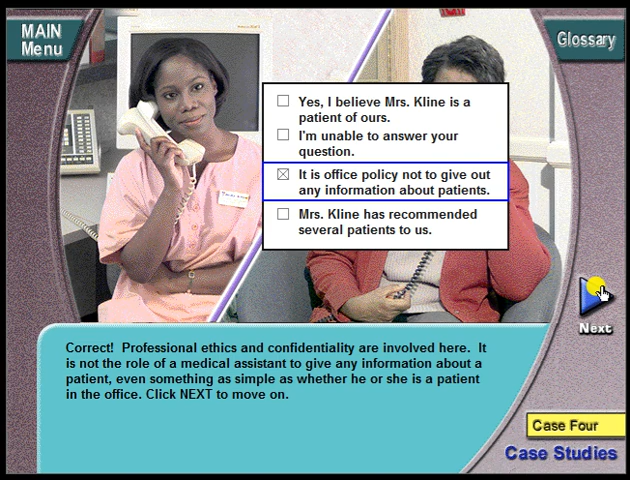 MAIN
Menu
Glossary
Yes, I believe Mrs. Kline is a
patient of ours.
I'm unable to answer your
question.
It is office policy not to give out
any information about patients.
Mrs. Kline has recommended
several patients to us.
Next
Correct!  Professional ethics and confidentiality are involved here.  It
is not the role of a medical assistant to give any information about a
patient, even something as simple as whether he or she is a patient
in the office. Click NEXT to move on.
Case Four
Case Studies